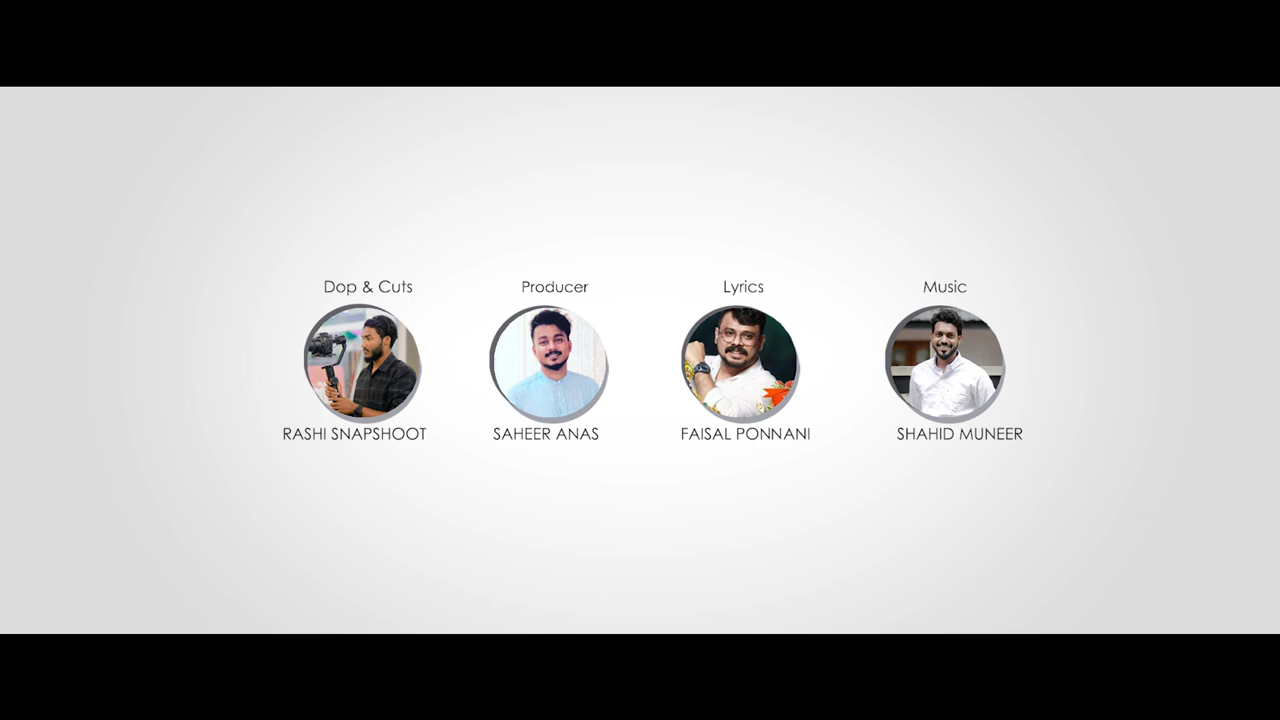 Dop & Cuts
Producer
Lyrics
Music
RASHI SNAPSHOOT
SAHEER ANAS
FAISAL PONNANI
SHAHID MUNEER